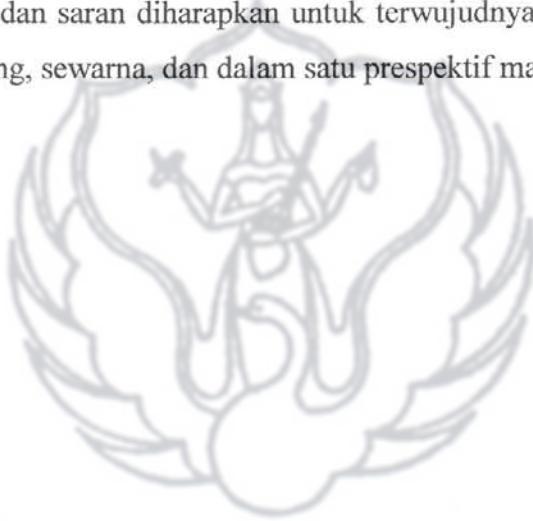 dan saran diharapkan untuk terwujudnya
ng, sewarna, dan dalam satu prespektif ma